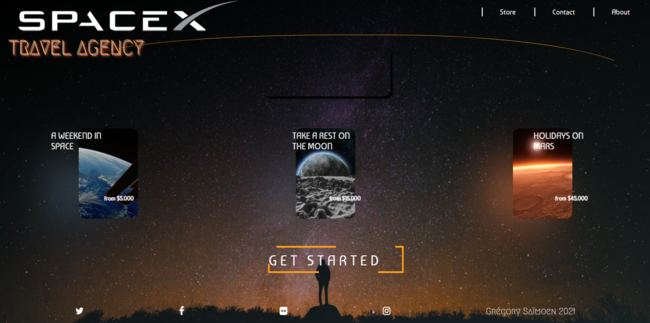 SPACEX
Store
Contact
About
TRAVEL AGENCY
A WEEKEND IN
SPACE
from $5.000
TAKE A REST ON
THE MOON
from $15.000
HOLIDAYS ON
MARS
from $45.000
GET STARTED
Grégory Saïmoen 2021